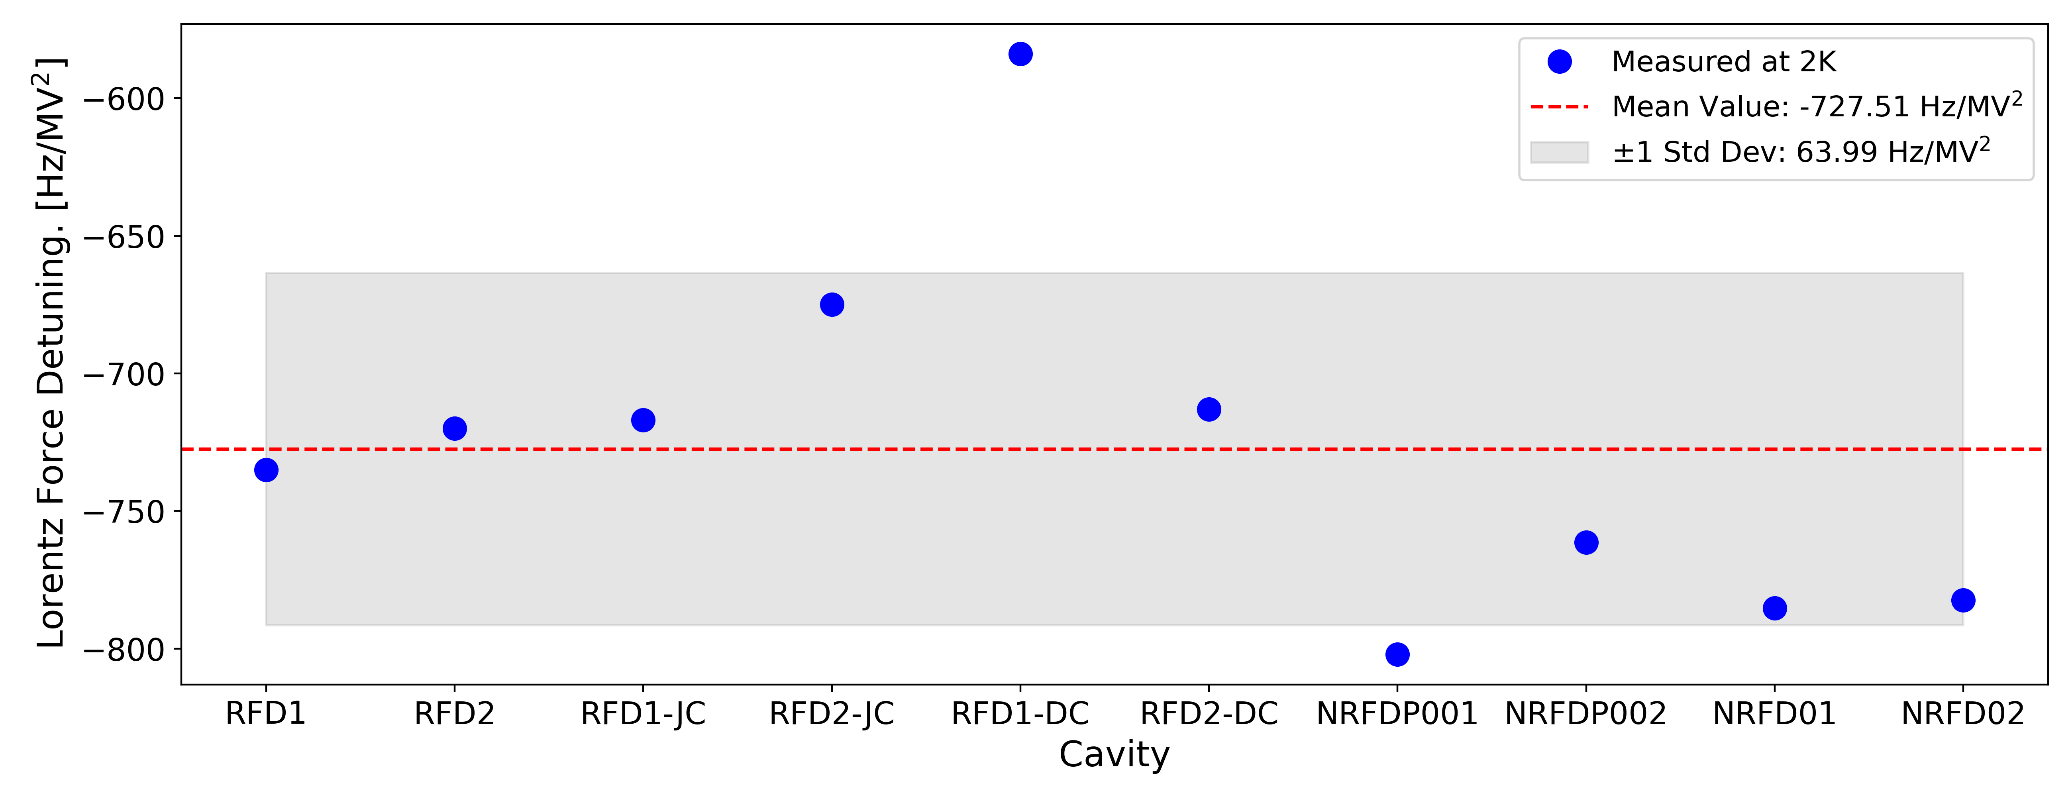 Lorentz Force Detuning. [Hz/MV²]
−600
−650
−700
−750
−800
Measured at 2K
Mean Value: -727.51 Hz/MV²
±1 Std Dev: 63.99 Hz/MV²
RFD1 RFD2 RFD1-JC RFD2-JC RFD1-DC RFD2-DC NRFDP001 NRFDP002 NRFD01 NRFD02
Cavity